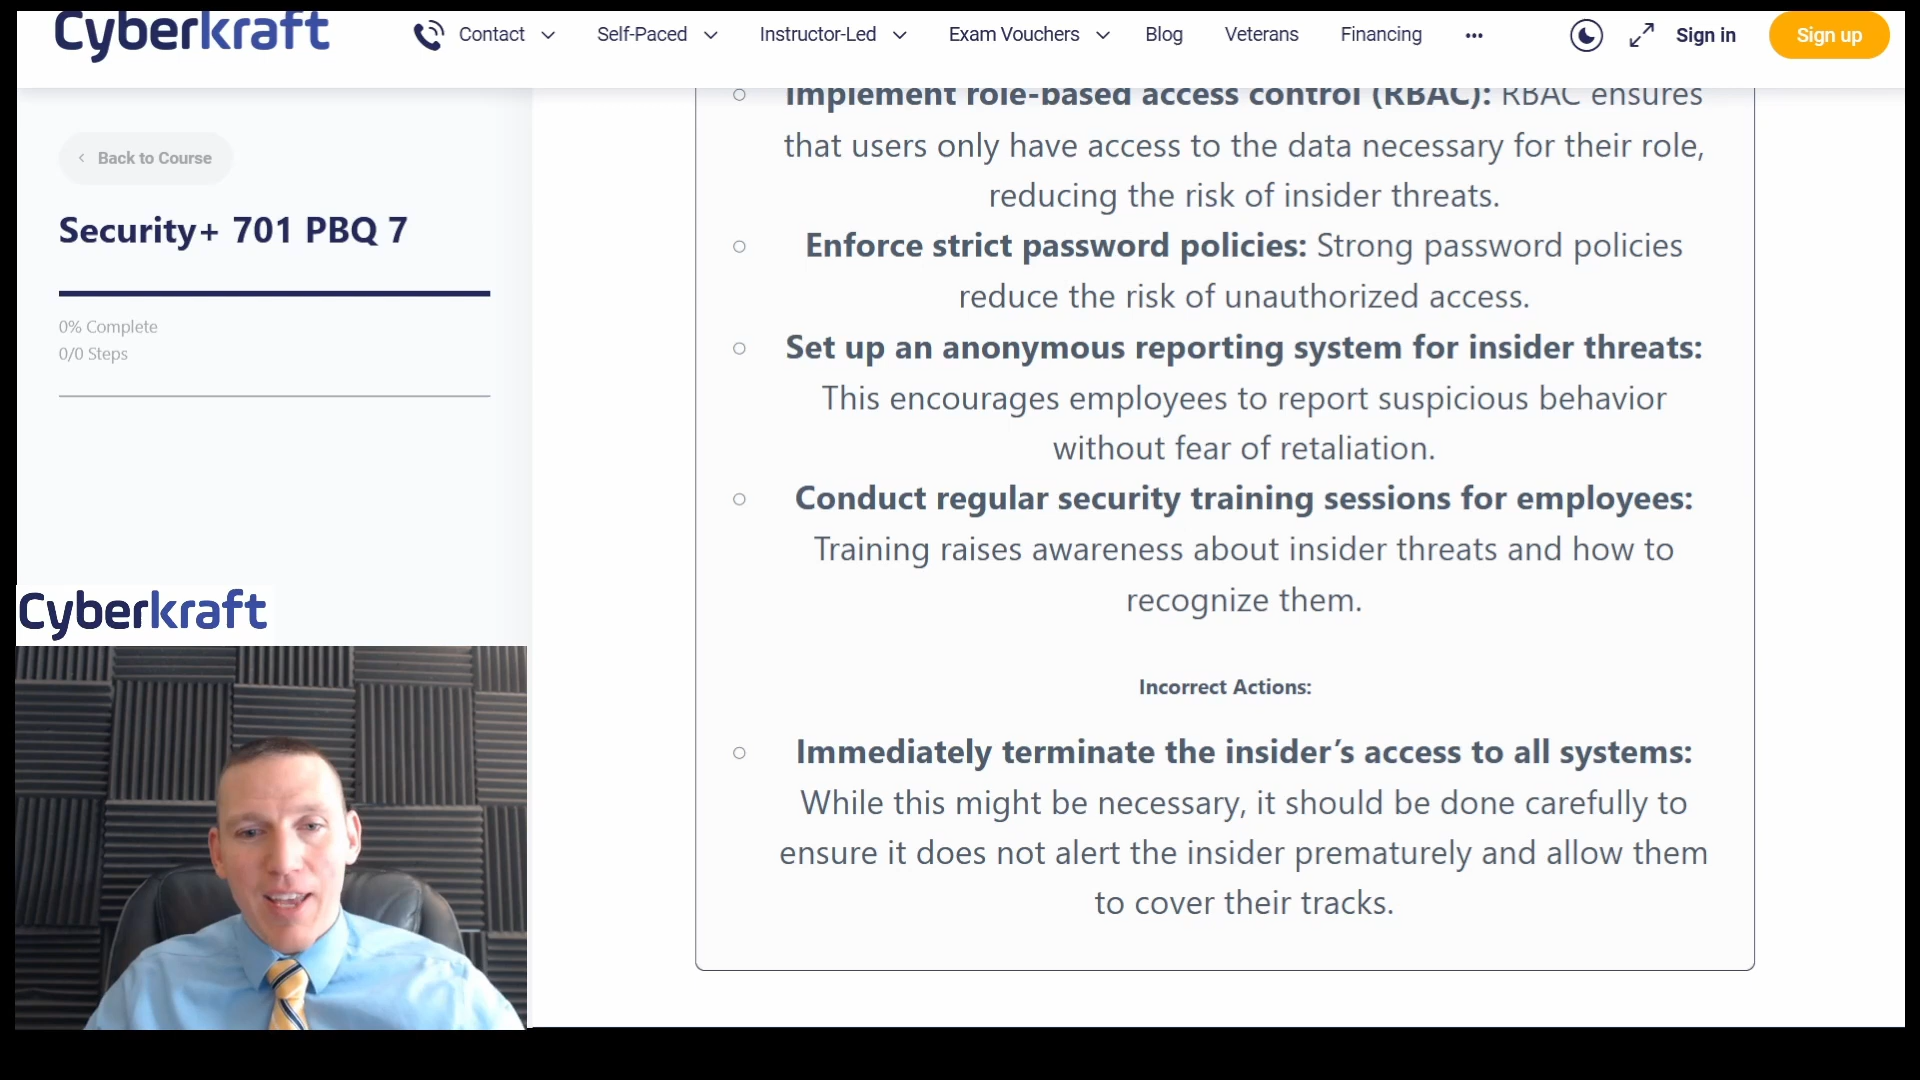 Cyberkraft
Contact
Self-Paced
Instructor-Led
Exam Vouchers
Blog
Veterans
Financing
•••
Sign in
Sign up
Back to Course
Security+ 701 PBQ 7
0% Complete
0/0 Steps
Cyberkraft
Implement role-based access control (RBAC): RBAC ensures
that users only have access to the data necessary for their role,
reducing the risk of insider threats.
Enforce strict password policies: Strong password policies
reduce the risk of unauthorized access.
Set up an anonymous reporting system for insider threats:
This encourages employees to report suspicious behavior
without fear of retaliation.
Conduct regular security training sessions for employees:
Training raises awareness about insider threats and how to
recognize them.
Incorrect Actions:
Immediately terminate the insider’s access to all systems:
While this might be necessary, it should be done carefully to
ensure it does not alert the insider prematurely and allow them
to cover their tracks.